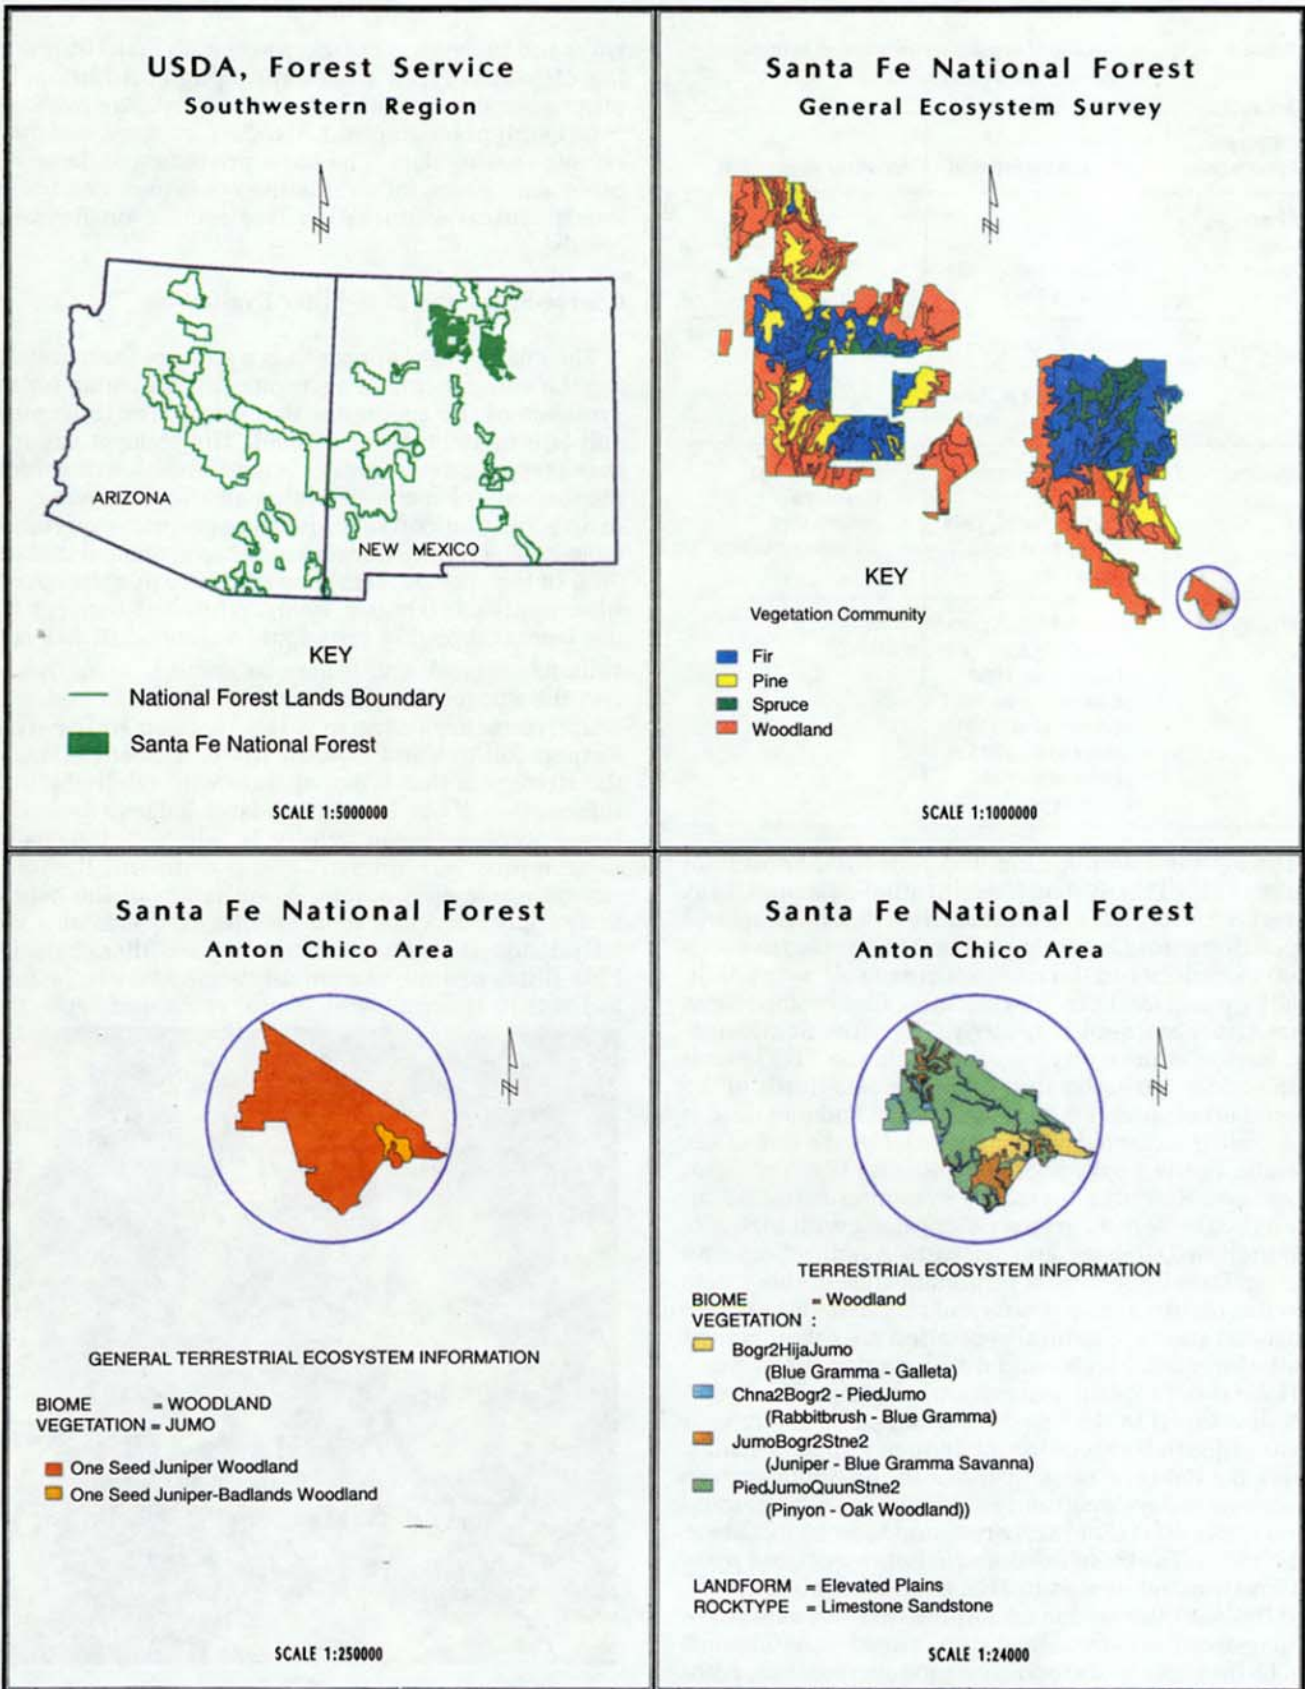 USDA, Forest Service
Southwestern Region
N
ARIZONA
NEW MEXICO
KEY
National Forest Lands Boundary
Santa Fe National Forest
SCALE 1:5000000
Santa Fe National Forest
General Ecosystem Survey
N
KEY
Vegetation Community
Fir
Pine
Spruce
Woodland
SCALE 1:1000000
Santa Fe National Forest
Anton Chico Area
N
GENERAL TERRESTRIAL ECOSYSTEM INFORMATION
BIOME = WOODLAND
VEGETATION = JUMO
One Seed Juniper Woodland
One Seed Juniper-Badlands Woodland
SCALE 1:250000
Santa Fe National Forest
Anton Chico Area
N
TERRESTRIAL ECOSYSTEM INFORMATION
BIOME = Woodland
VEGETATION :
Bogr2HijaJumo
(Blue Gramma - Galleta)
Chna2Bogr2 - PiedJumo
(Rabbitbrush - Blue Gramma)
JumoBogr2Stne2
(Juniper - Blue Gramma Savanna)
PiedJumoQuunStne2
(Pinyon - Oak Woodland))
LANDFORM = Elevated Plains
ROCKTYPE = Limestone Sandstone
SCALE 1:24000